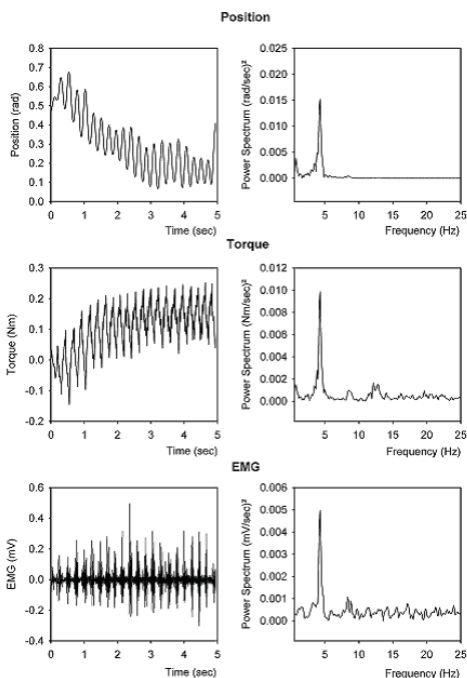 Position
Position (rad)
0.8
0.7
0.6
0.5
0.4
0.3
0.2
0.1
0.0
0 1 2 3 4 5
Time (sec)
Power Spectrum (rad/sec)²
0.025
0.020
0.015
0.010
0.005
0.000
5 10 15 20 25
Frequency (Hz)
Torque
Torque (Nm)
0.3
0.2
0.1
0.0
-0.1
-0.2
0 1 2 3 4 5
Time (sec)
Power Spectrum (Nm/sec)²
0.012
0.010
0.008
0.006
0.004
0.002
0.000
5 10 15 20 25
Frequency (Hz)
EMG
EMG (mV)
0.6
0.4
0.2
0.0
-0.2
-0.4
0 1 2 3 4 5
Time (sec)
Power Spectrum (mV/sec)²
0.006
0.005
0.004
0.003
0.002
0.001
0.000
5 10 15 20 25
Frequency (Hz)